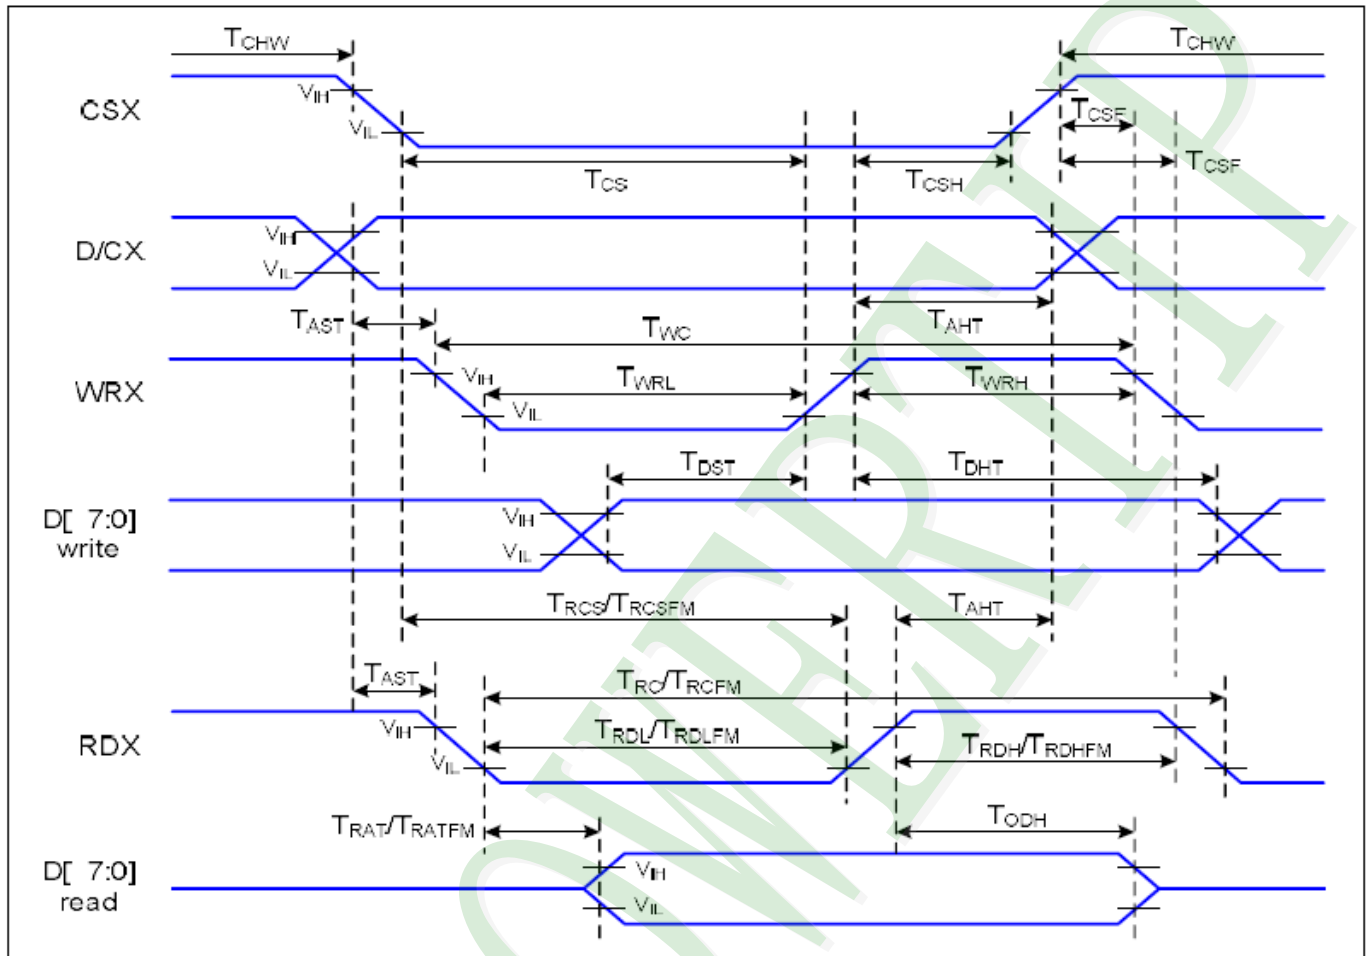 TCHW TCHW
VIH
CSX
TCSF
VIL
TCS TCSH TCSF
VIH
D/CX
VIL
TAST TWC TAHT
VIH
WRX TWRL TWRH
VIL
TDST TDHT
D[ 7:0]
write
VIH
VIL
TRCS/TRCSFM TAHT
TAST TRC/TRCFM
VIH
RDX TRDL/TRDLFM TRDH/TRDHFM
VIL
TRAT/TRATFM TODH
D[ 7:0]
read
VIH
VIL
OWERTIP